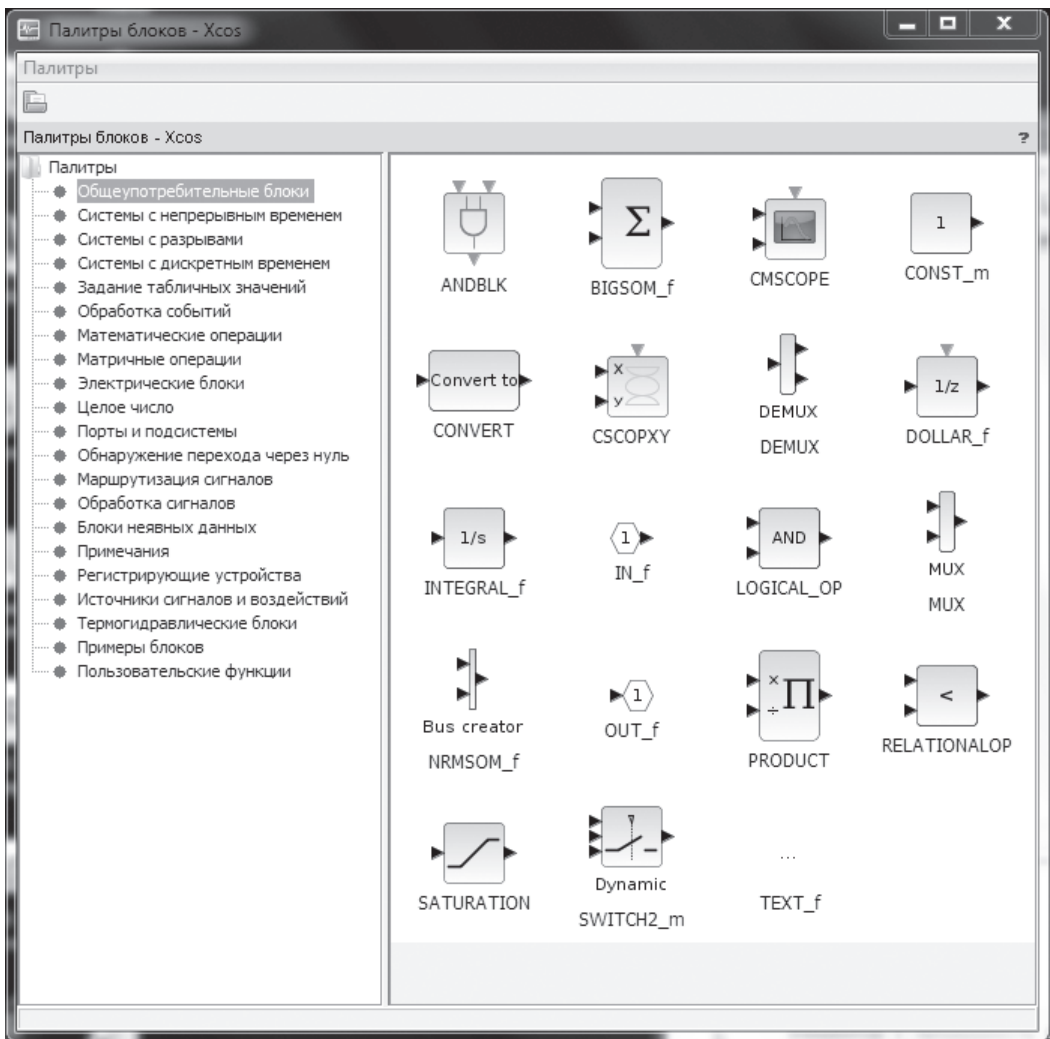 Палитры блоков - Xcos
Палитры
Палитры блоков - Xcos ?
Палитры
Общеупотребительные блоки
Системы с непрерывным временем
Системы с разрывами
Системы с дискретным временем
Задание табличных значений
Обработка событий
Математические операции
Матричные операции
Электрические блоки
Целое число
Порты и подсистемы
Обнаружение перехода через нуль
Маршрутизация сигналов
Обработка сигналов
Блоки неявных данных
Примечания
Регистрирующие устройства
Источники сигналов и воздействий
Термогидравлические блоки
Примеры блоков
Пользовательские функции
Σ 1
ANDBLK BIGSOM_f CMSCOPE CONST_m
Convert to x y 1/z
DEMUX
CONVERT CSCOPXY DEMUX DOLLAR_f
1/s 1 AND
MUX
INTEGRAL_f IN_f LOGICAL_OP MUX
1 × ÷ Π <
Bus creator
NRMSOM_f OUT_f PRODUCT RELATIONALOP
Dynamic ...
SATURATION SWITCH2_m TEXT_f